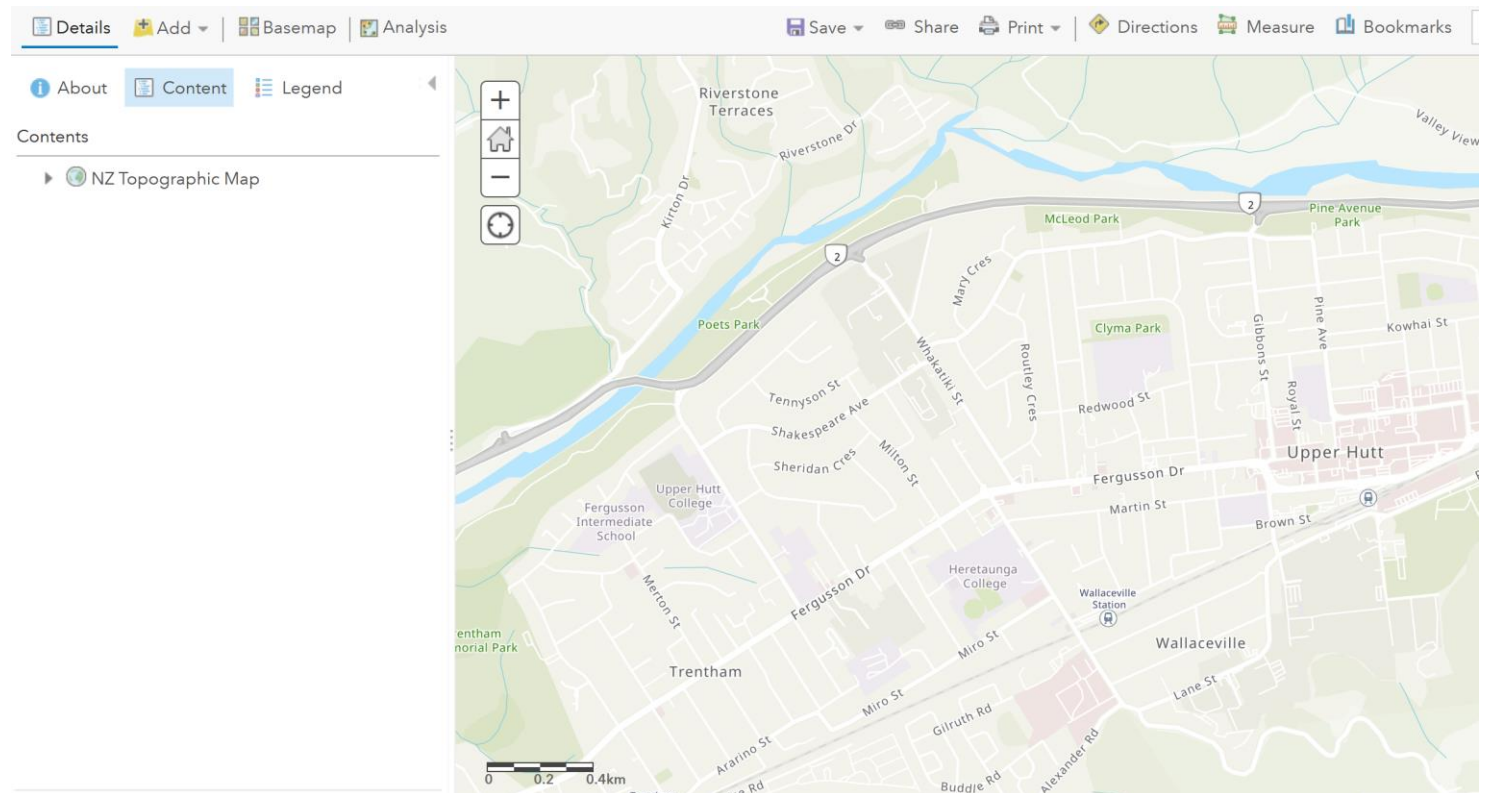 Details
Add
Basemap
Analysis
Save
Share
Print
Directions
Measure
Bookmarks
About
Content
Legend
Contents
NZ Topographic Map
+
−
Riverstone
Terraces
Riverstone Dr
Valley View
Kirton Dr
McLeod Park
2
Pine Avenue
Park
2
Mary Cres
Poets Park
Clyma Park
Gibbons St
Pine Ave
Kowhai St
Whakatiki St
Routley Cres
Tennyson St
Shakespeare Ave
Redwood St
Royal St
Sheridan Cres
Milton St
Upper Hutt
Fergusson Dr
Upper Hutt
College
Fergusson
Intermediate
School
Martin St
Brown St
Heretaunga
College
Merton St
Fergusson Dr
Wallaceville
Station
entham
morial Park
Miro St
Wallaceville
Trentham
Lane St
Miro St
Gilruth Rd
Ararino St
Alexander Rd
Buddle Rd
Rd
0 0.2 0.4km